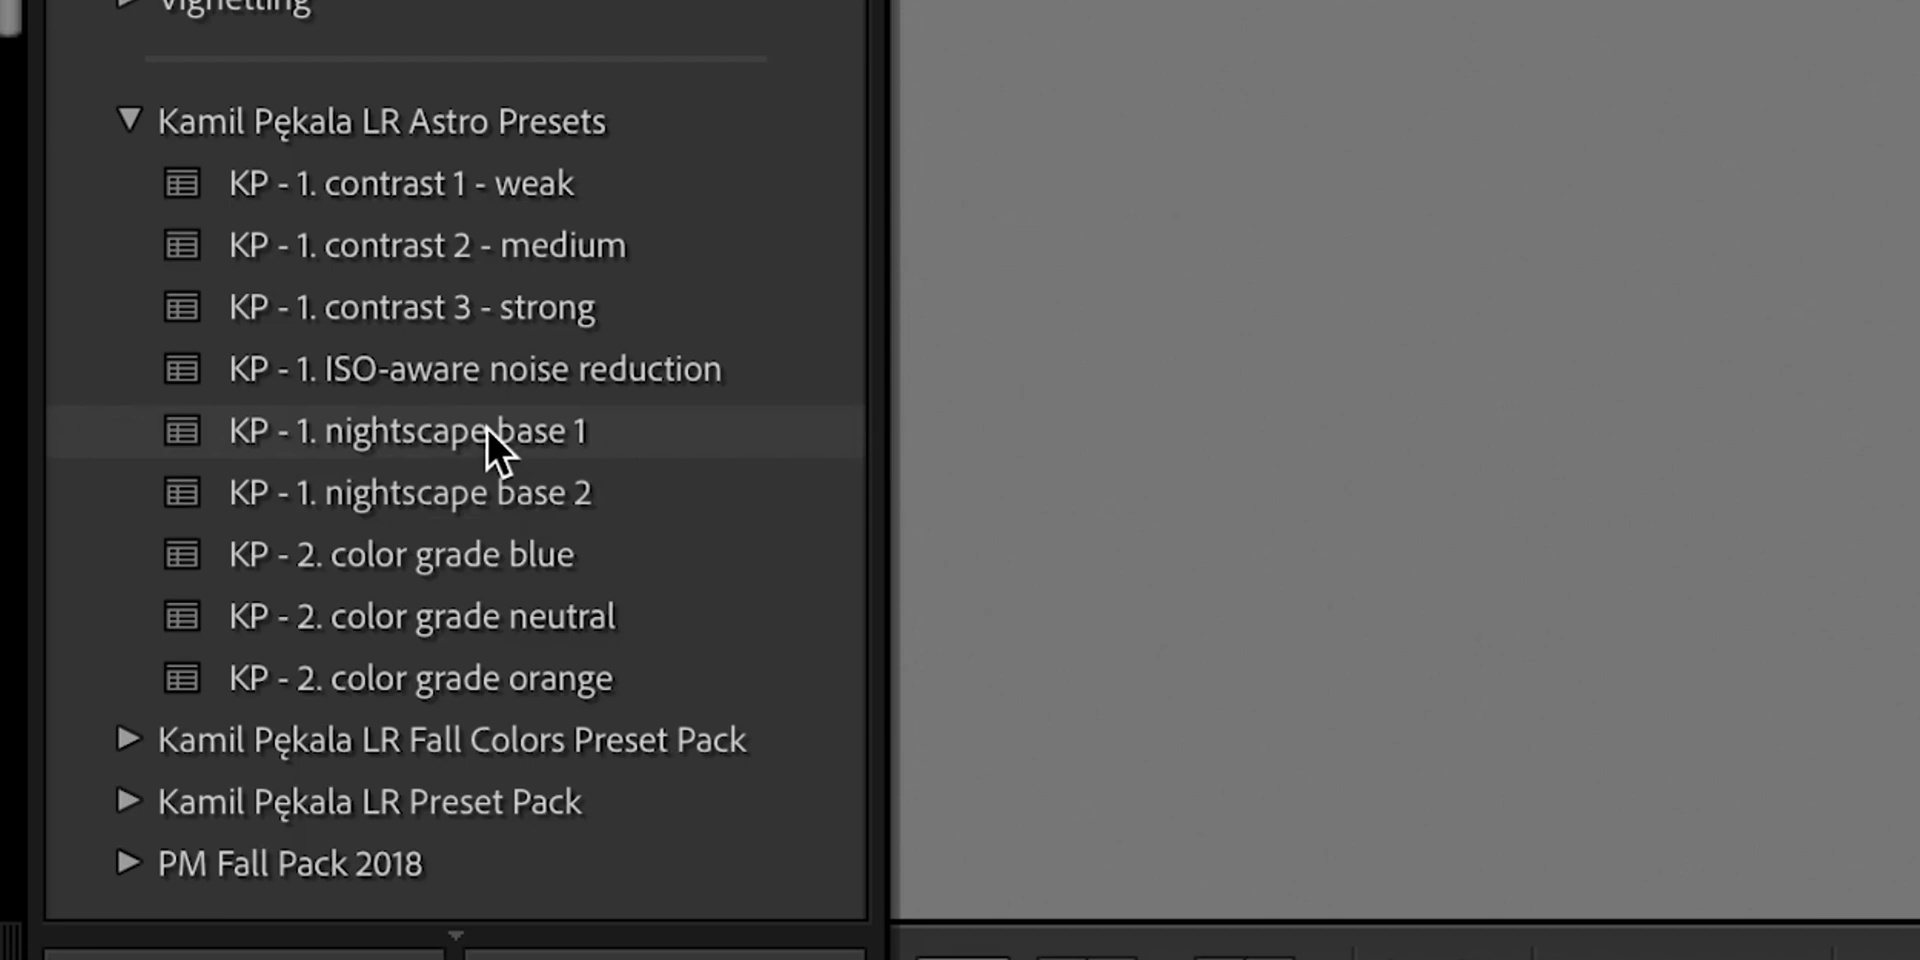 Vignetting
Kamil Pękala LR Astro Presets
KP - 1. contrast 1 - weak
KP - 1. contrast 2 - medium
KP - 1. contrast 3 - strong
KP - 1. ISO-aware noise reduction
KP - 1. nightscape base 1
KP - 1. nightscape base 2
KP - 2. color grade blue
KP - 2. color grade neutral
KP - 2. color grade orange
Kamil Pękala LR Fall Colors Preset Pack
Kamil Pękala LR Preset Pack
PM Fall Pack 2018